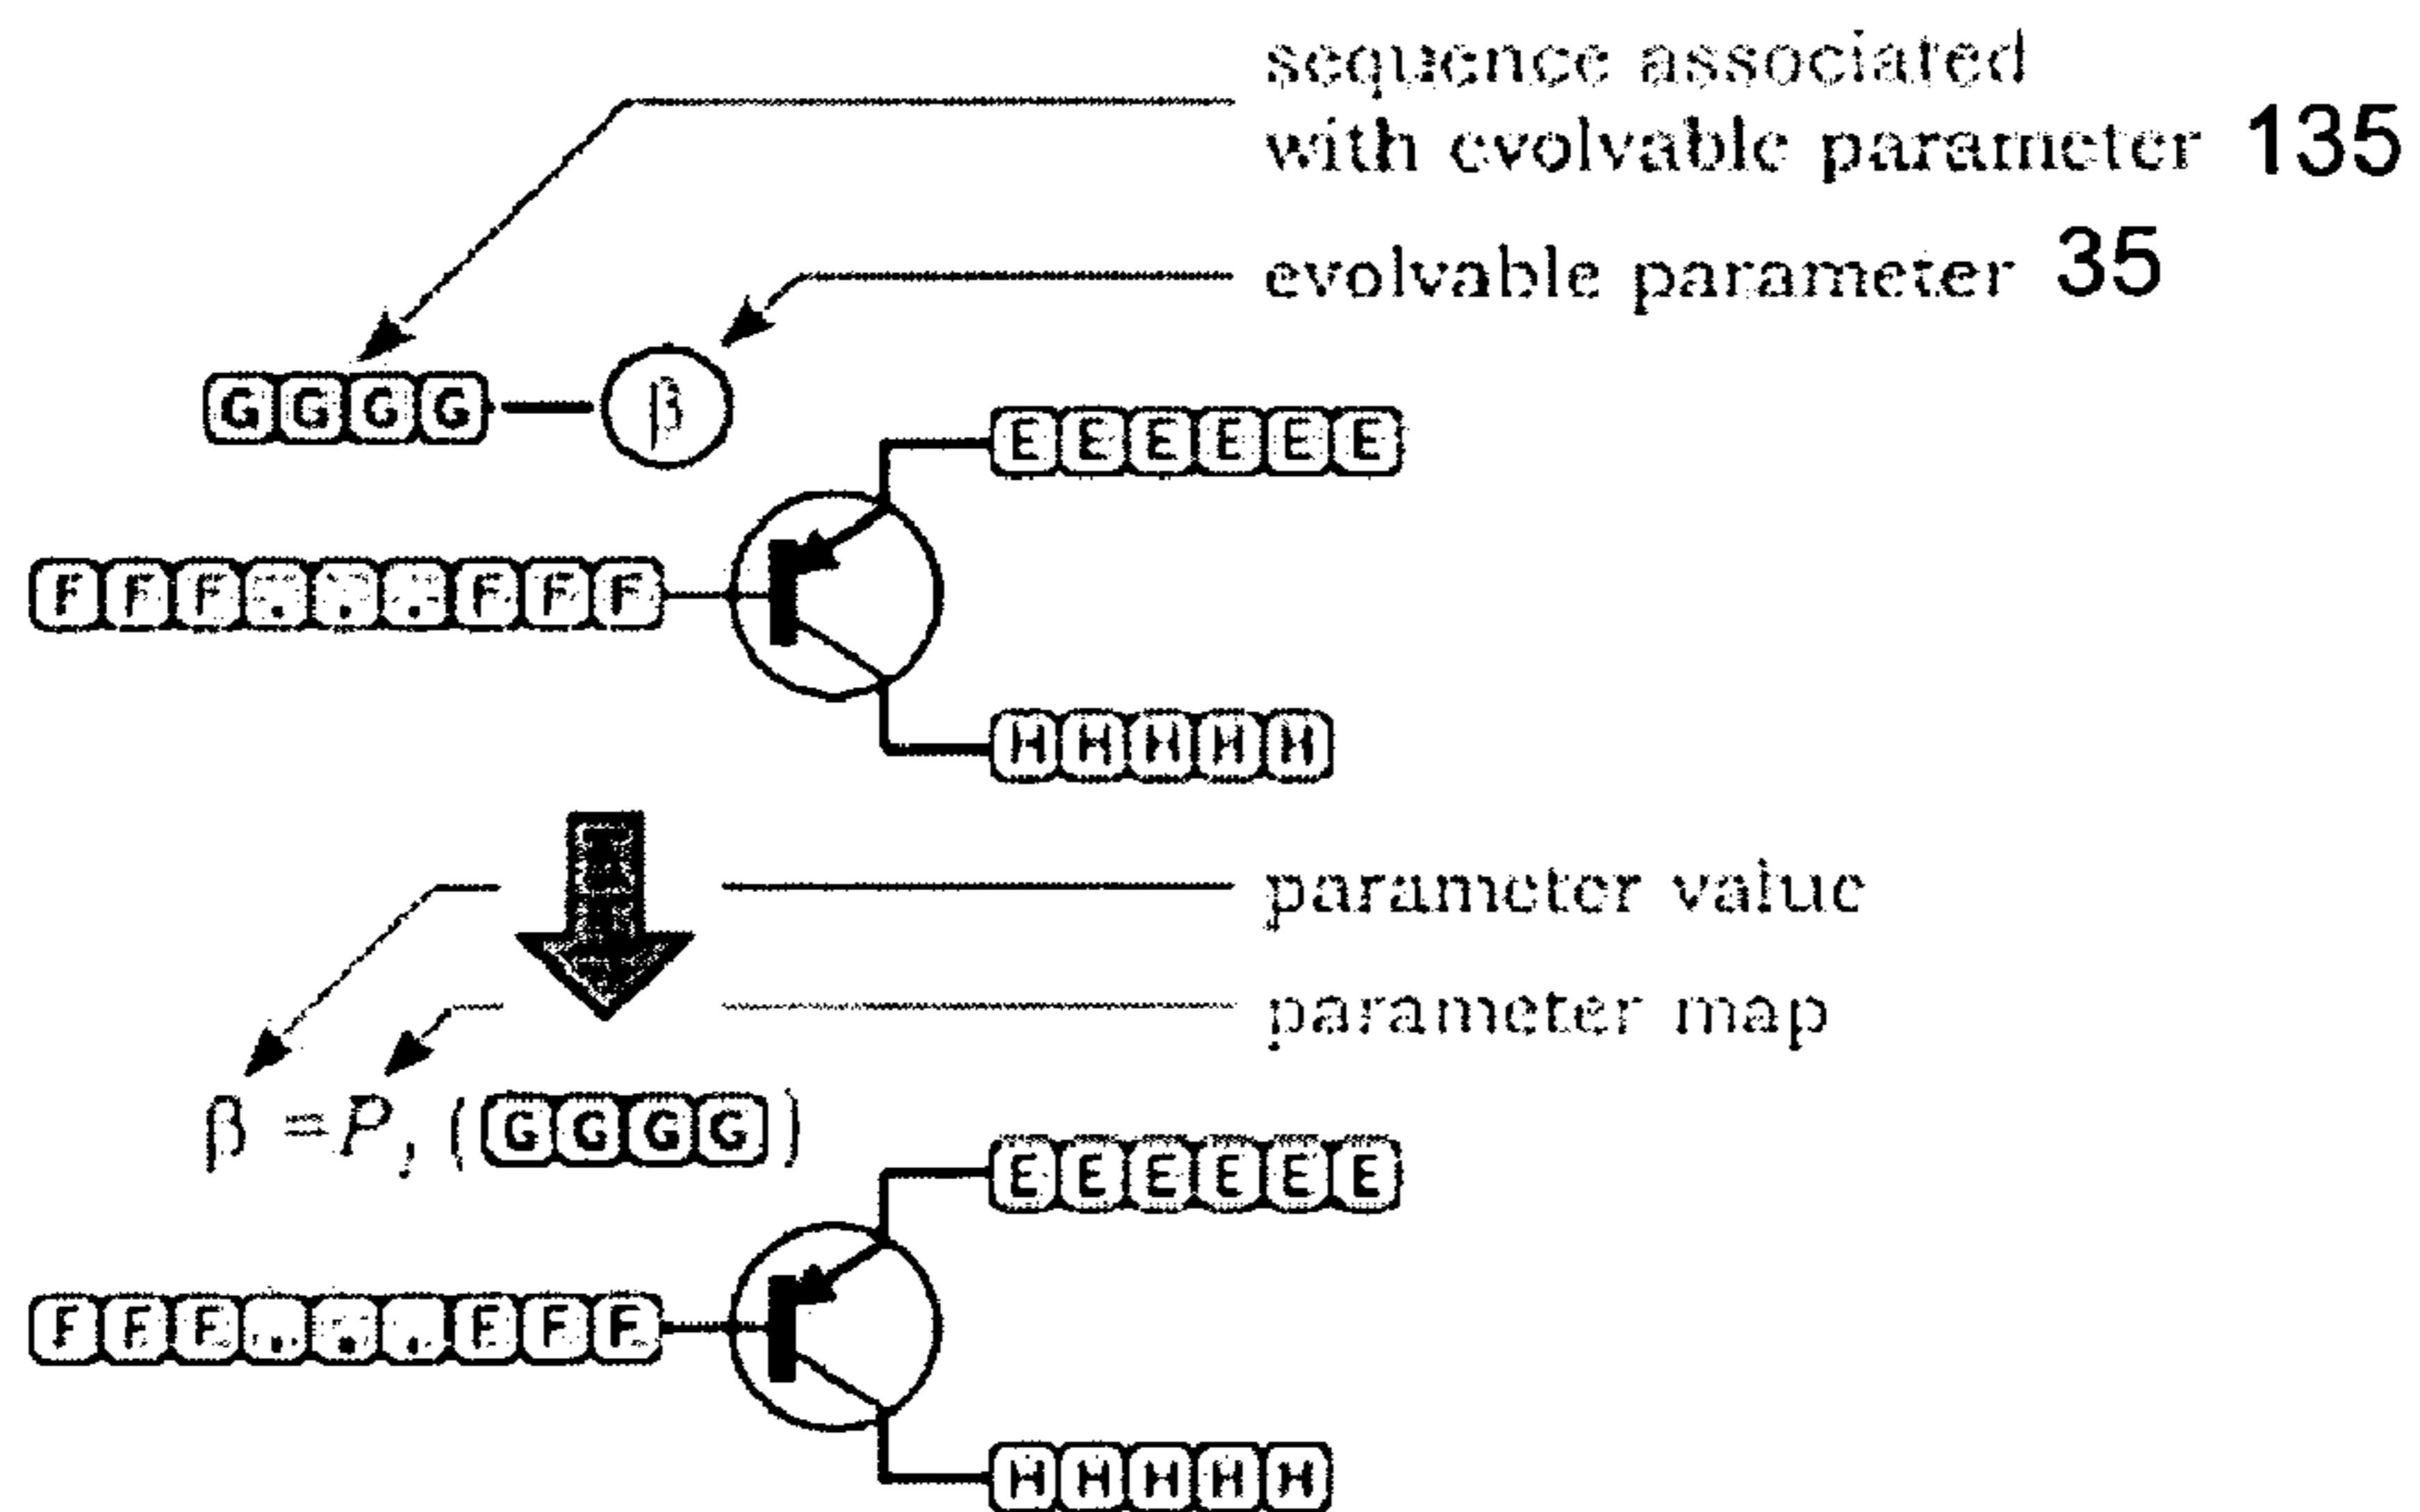 sequence associated
with evolvable parameter 135
evolvable parameter 35
GGGG β
EEEEEE
FFF...FFF
HHHHH
parameter value
parameter map
β = P, (GGGG)
EEEEEE
FFF...FFF
HHHHH